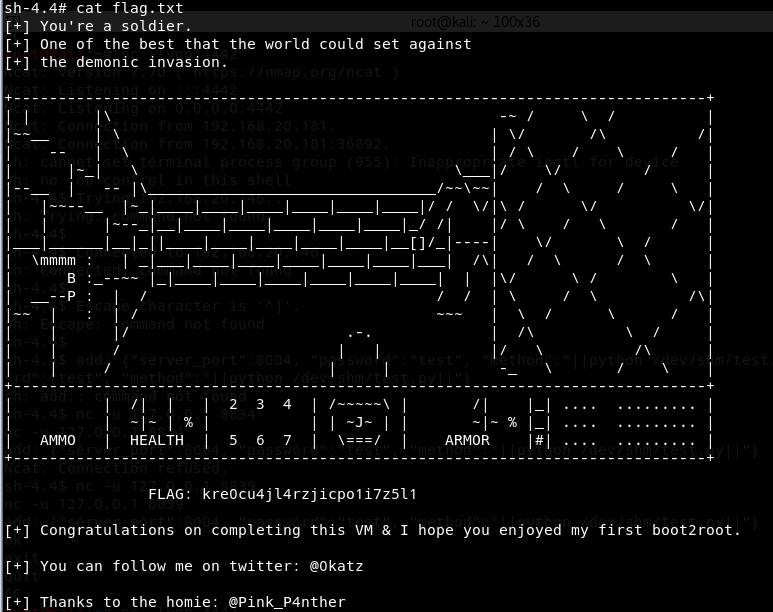 sh-4.4# cat flag.txt
root@kali: ~ 100x36
[+] You're a soldier.
[+] One of the best that the world could set against
[+] the demonic invasion.
B
P
2 3 4
J
% %
AMMO HEALTH 5 6 7 ARMOR #
FLAG: kreOcu4jl4rzjicpo1i7z5l1
[+] Congratulations on completing this VM & I hope you enjoyed my first boot2root.
[+] You can follow me on twitter: @0katz
[+] Thanks to the homie: @Pink_P4nther